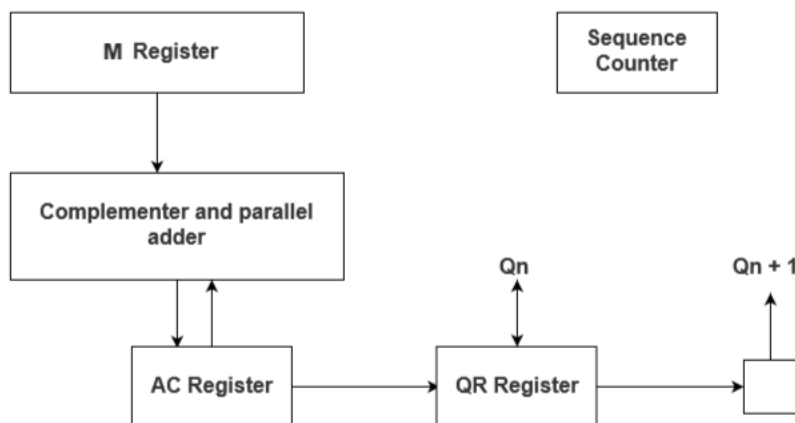 M Register
Sequence
Counter
Complementer and parallel
adder
Qn
Qn + 1
AC Register
QR Register